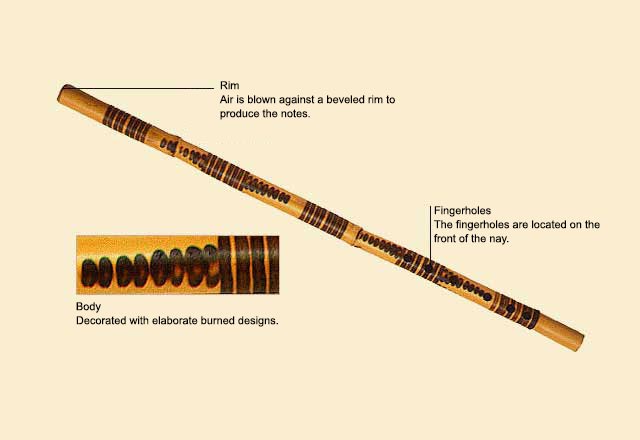 Rim
Air is blown against a beveled rim to
produce the notes.
Fingerholes
The fingerholes are located on the
front of the nay.
Body
Decorated with elaborate burned designs.